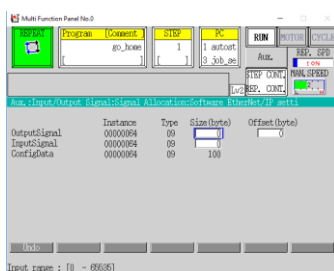 Multi Function Panel No.0
REPEAT Program [Comment ] STEP PC RUN MOTOR CYCLE
go_home 1 1 autost
[ ] [ ] 3 job_se
Aux. REP. SPD
10%
STEP CONT. MAN.SPEED
Lv2 REP. CONT. 2
Aux.:Input/Output Signal:Signal Allocation:Software EtherNet/IP setti
Instance Type Size(byte) Offset(byte)
OutputSignal 00000064 09 0 0
InputSignal 00000064 09 0
ConfigData 00000064 09 100
Undo
Input range : [0 - 65535]